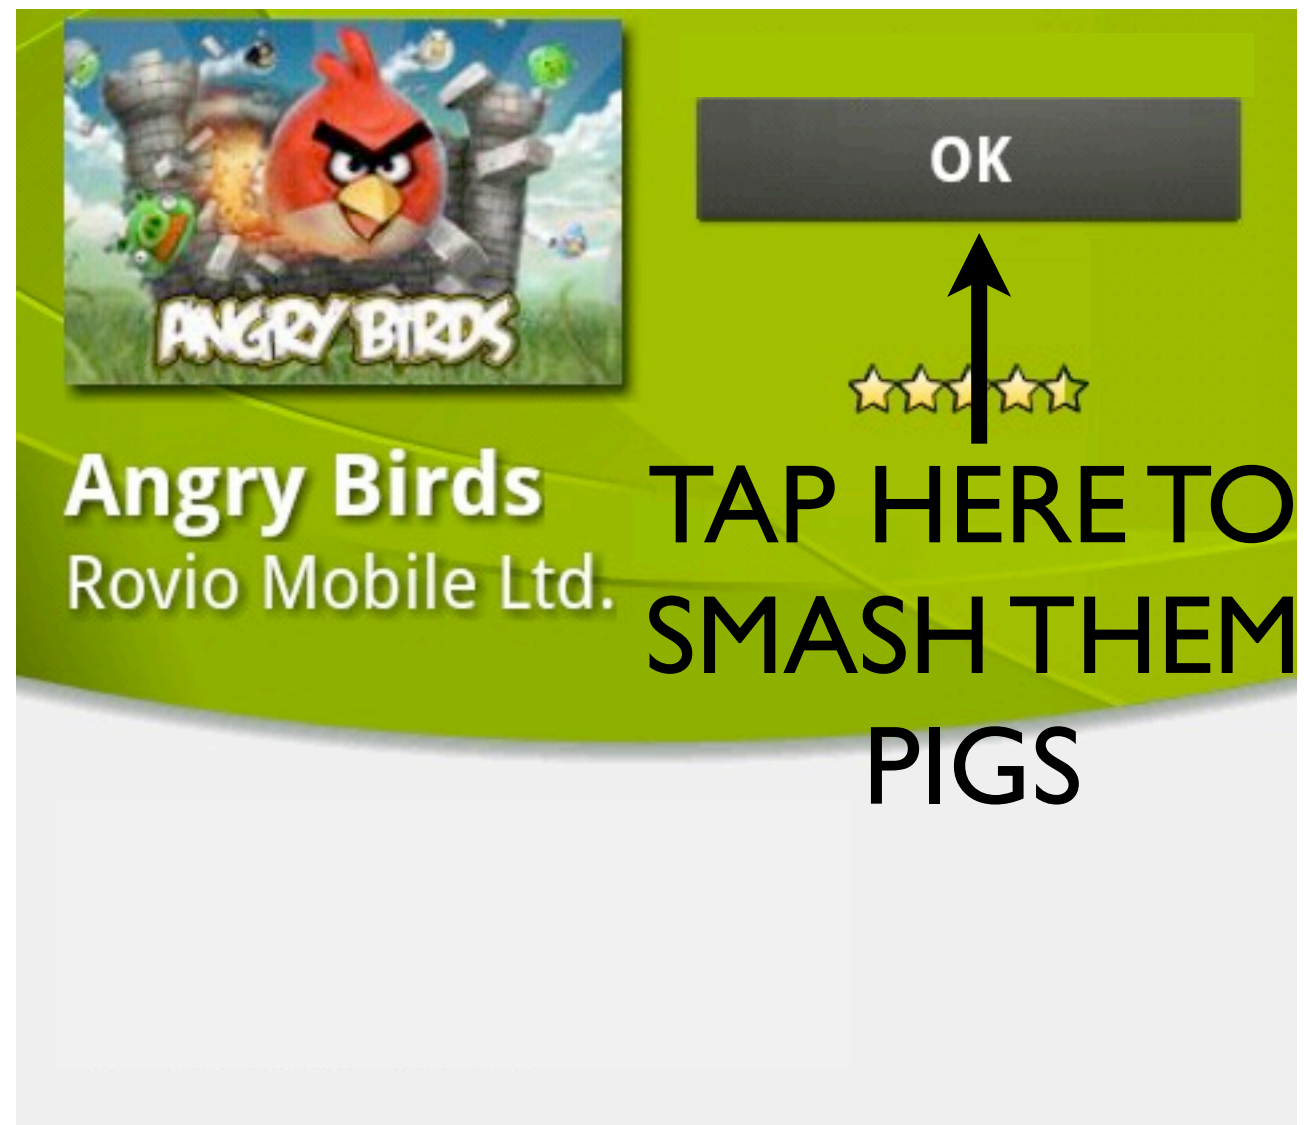 ANGRY BIRDS
OK
Angry Birds
Rovio Mobile Ltd.
TAP HERE TO
SMASH THEM
PIGS